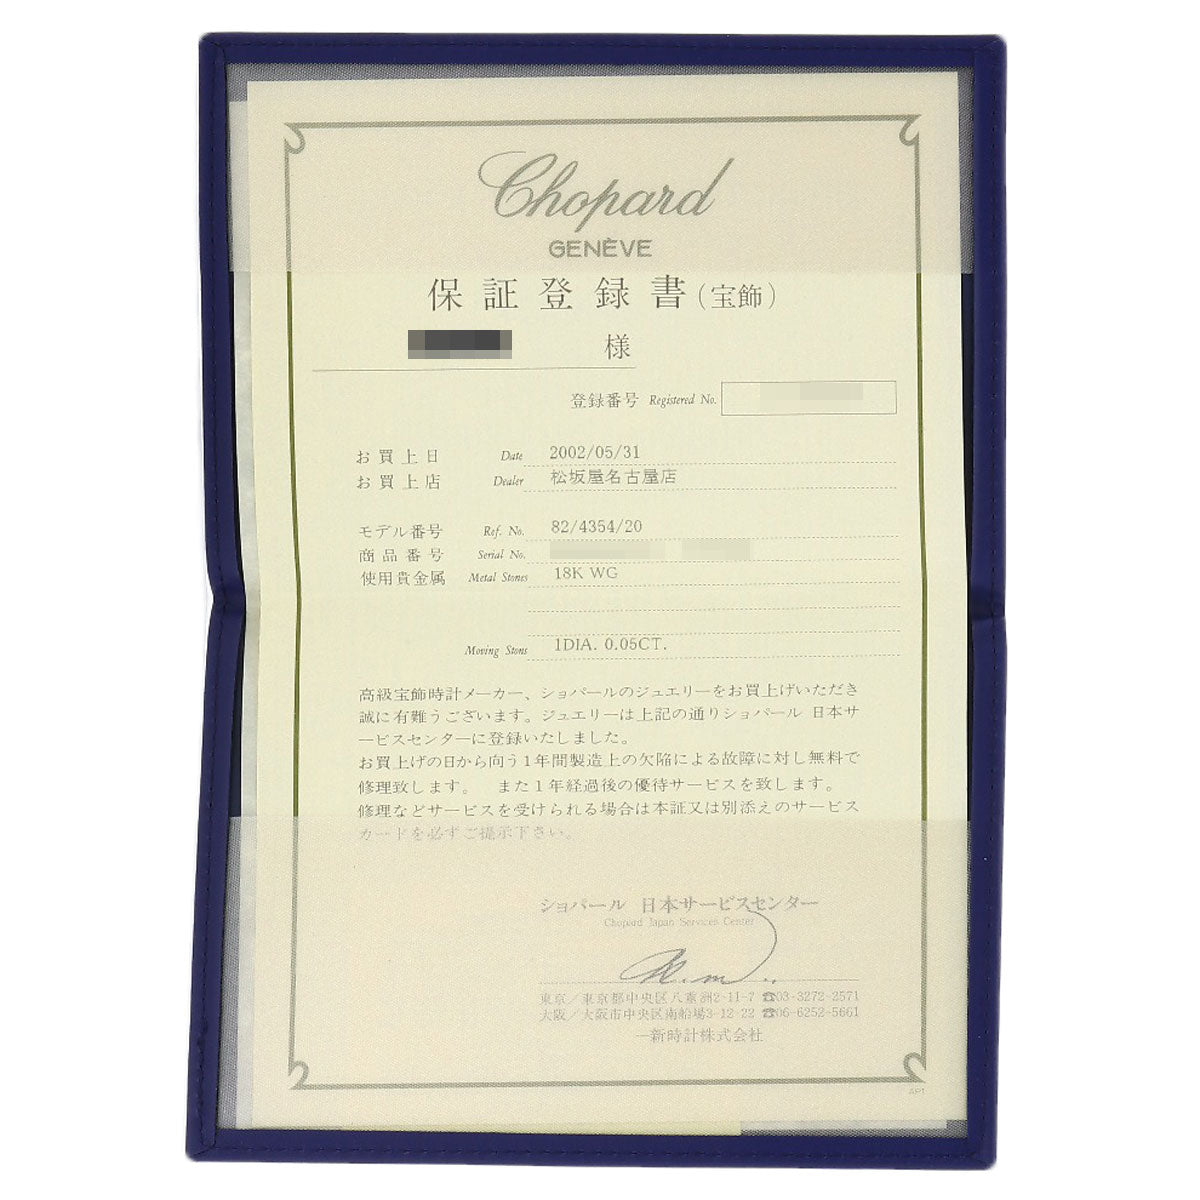 Chopard
GENÈVE
保証登録書(宝飾)
様
登録番号 Registered No.
お買上日 Date 2002/05/31
お買上店 Dealer 松坂屋名古屋店
モデル番号 Ref. No. 82/4354/20
商品番号 Serial No.
使用貴金属 Metal Stones 18K WG
Moving Stons 1DIA. 0.05CT.
高級宝飾時計メーカー、ショパールのジュエリーをお買上げいただき
誠に有難うございます。ジュエリーは上記の通りショパール 日本サ
ービスセンターに登録いたしました。
お買上げの日から向う1年間製造上の欠陥による故障に対し無料で
修理致します。 また1年経過後の優待サービスを致します。
修理などサービスを受けられる場合は本証又は別添えのサービス
カードを必ずご提示下さい。
ショパール 日本サービスセンター
Chopard Japan Services Center
東京/東京都中央区八重洲2-11-7 ☎03-3272-2571
大阪/大阪市中央区南船場3-12-22 ☎06-6252-5661
一新時計株式会社
AP1